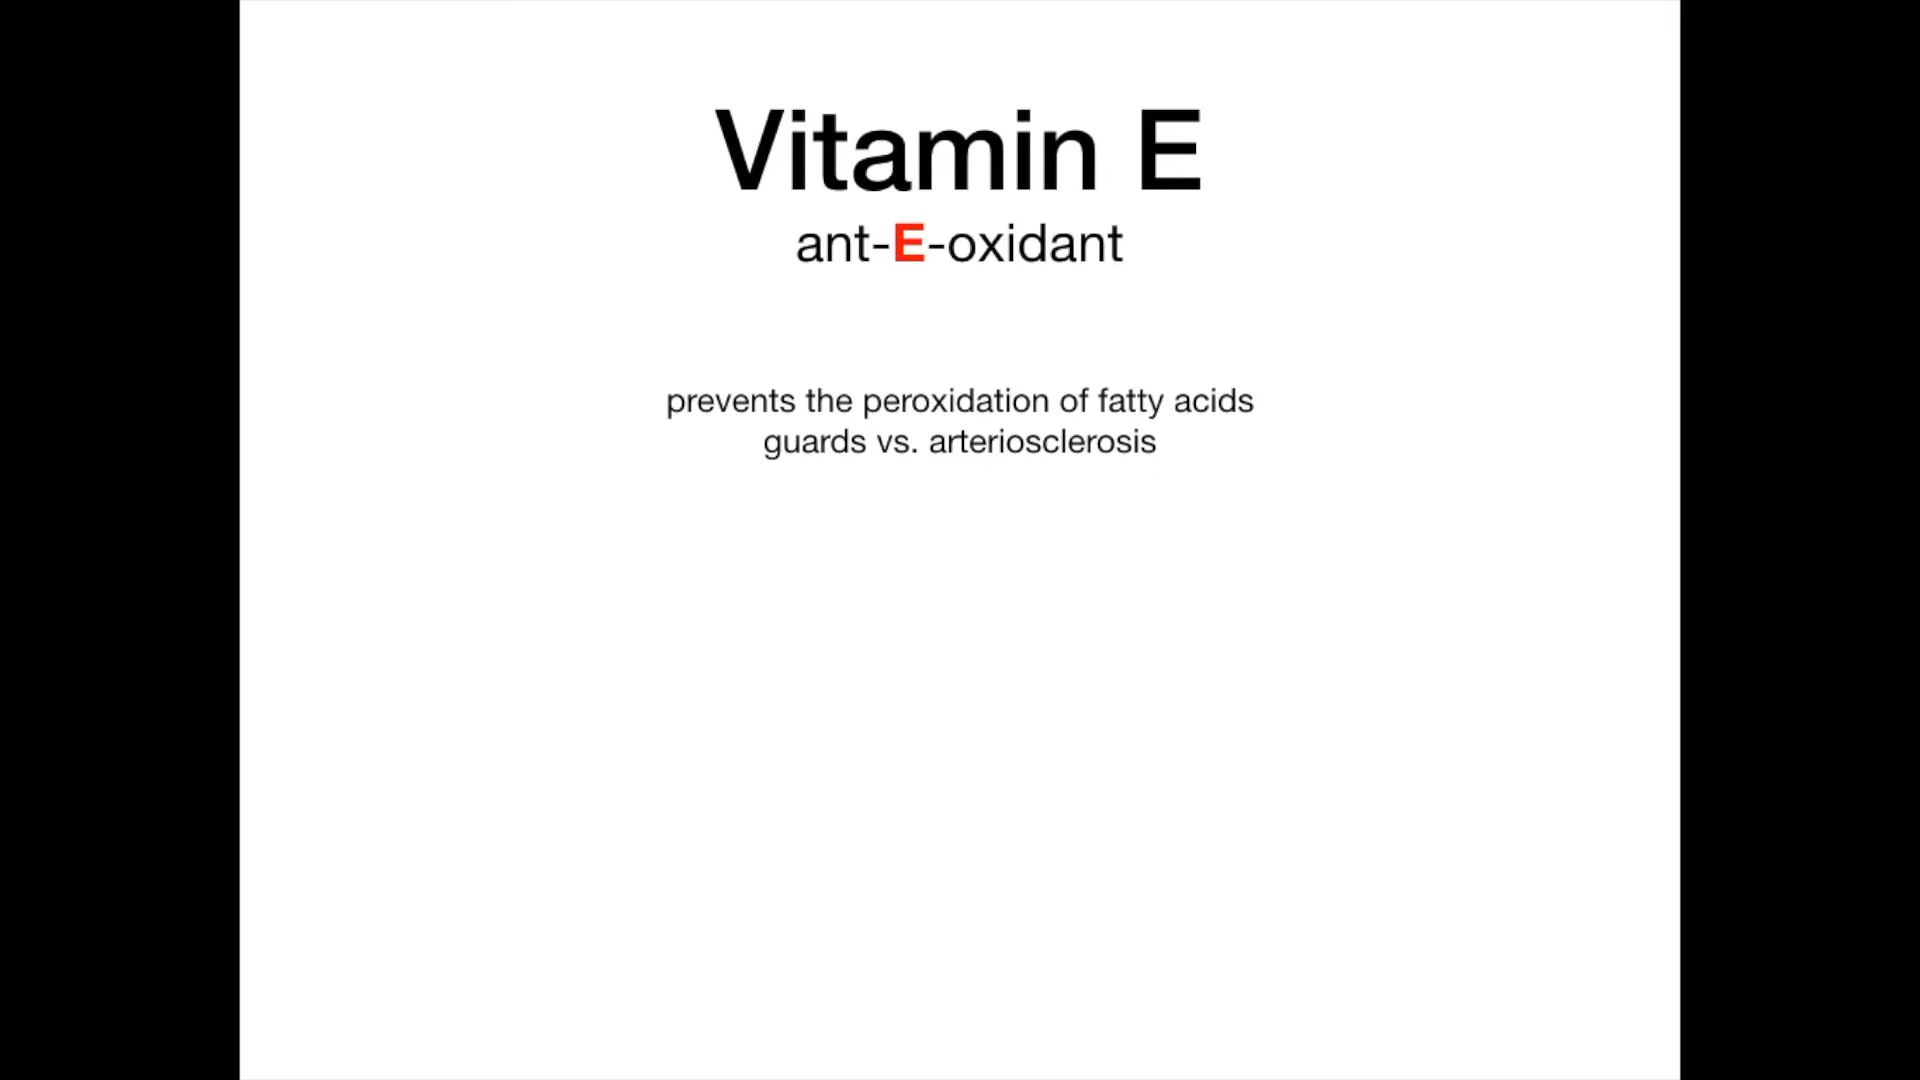 Vitamin E
ant-E-oxidant
prevents the peroxidation of fatty acids
guards vs. arteriosclerosis